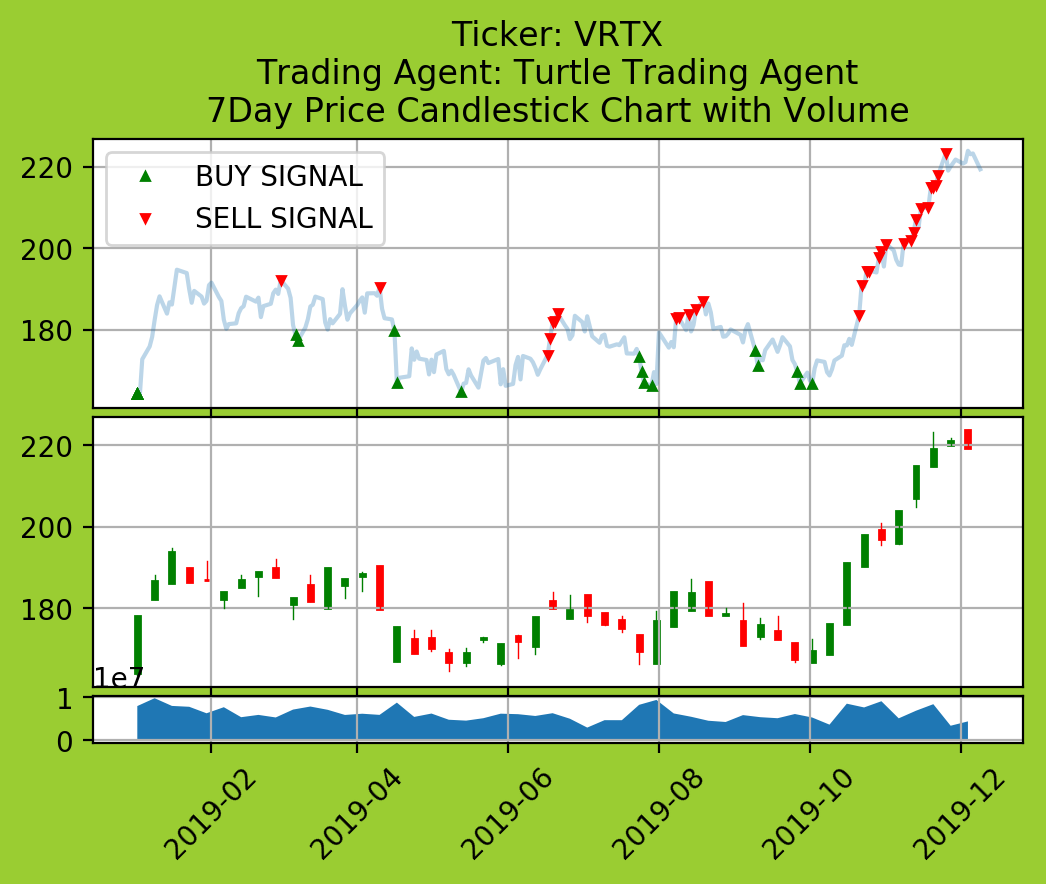 Ticker: VRTX
Trading Agent: Turtle Trading Agent
7Day Price Candlestick Chart with Volume
BUY SIGNAL
SELL SIGNAL
220
200
180
220
200
180
1e7
1
0
2019-02
2019-04
2019-06
2019-08
2019-10
2019-12